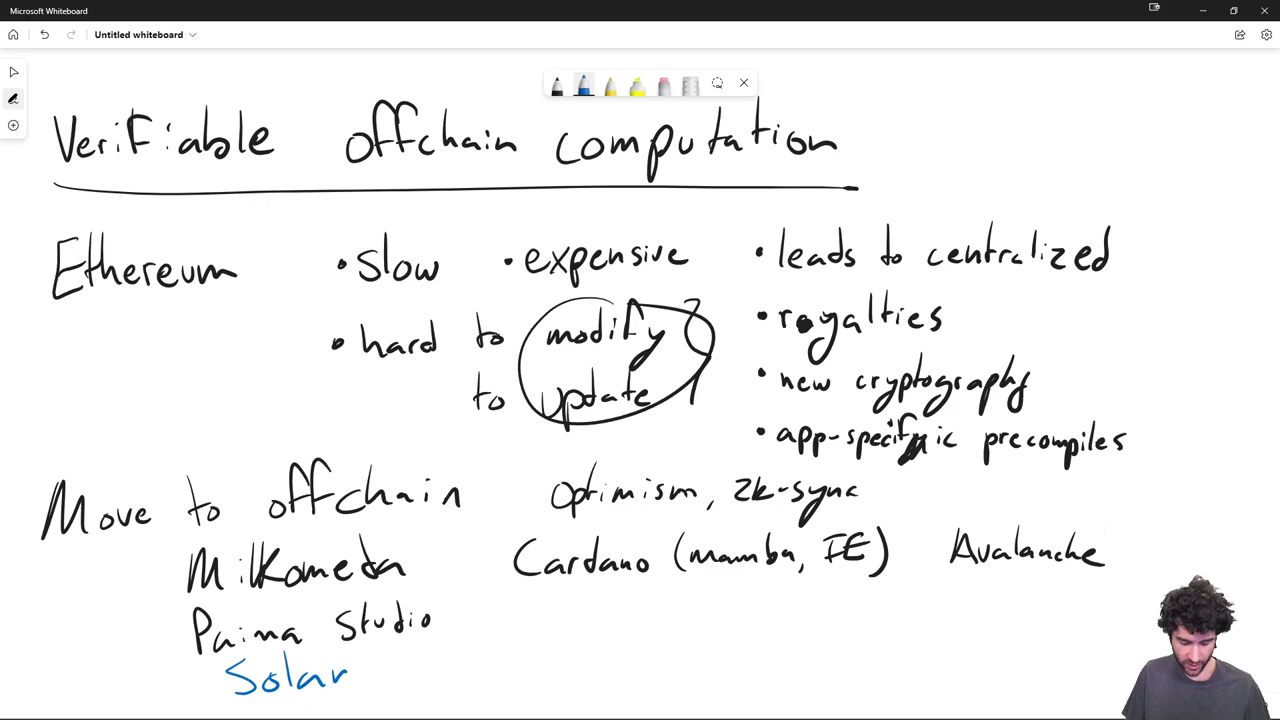 Microsoft Whiteboard
Untitled whiteboard
Verifiable offchain computation
Ethereum • slow • expensive • leads to centralized
• hard to modify • royalties
to update • new cryptography
• app-specific precompiles
Move to offchain Optimism, zk-sync
Milkomeda Cardano (Mamba, IE) Avalanche
Paima Studio
Solar